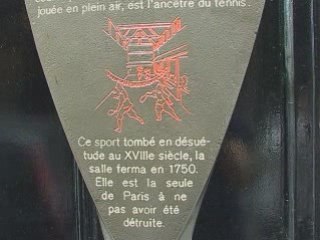 jouée en plein air, est l'ancêtre du tennis.
Ce sport tombé en désué-
tude au XVIIIe siècle, la
salle ferma en 1750.
Elle est la seule
de Paris à ne
pas avoir été
détruite.